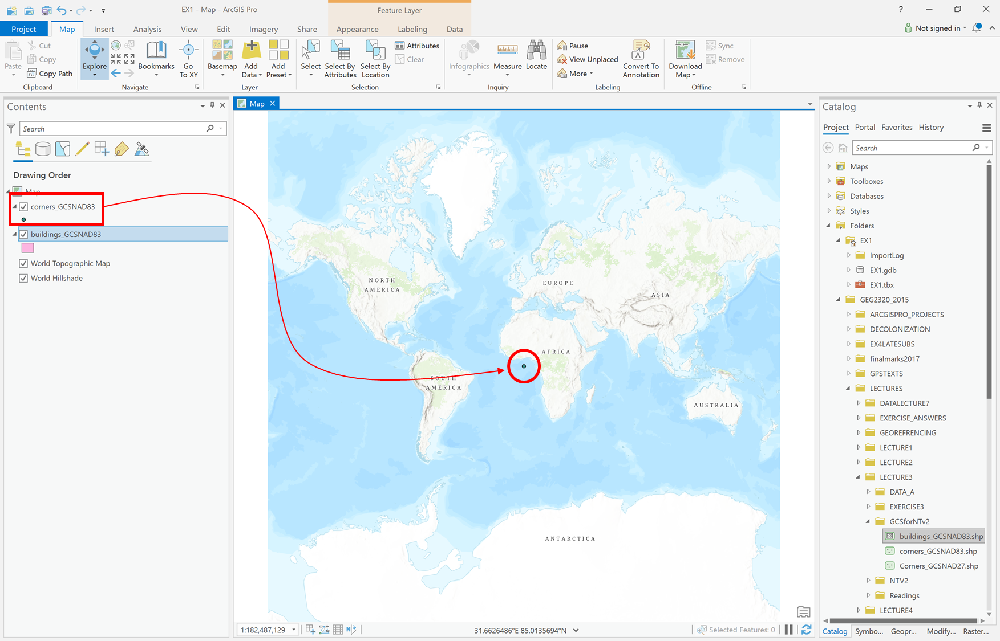 EX1 - Map - ArcGIS Pro
Feature Layer
?
Project
Map
Insert
Analysis
View
Edit
Imagery
Share
Appearance
Labeling
Data
Not signed in
Paste
Cut
Copy
Copy Path
Clipboard
Explore
Bookmarks
Go
To XY
Navigate
Basemap
Add
Data
Add
Preset
Layer
Select
Select By
Attributes
Select By
Location
Attributes
Clear
Selection
Infographics
Measure
Locate
Inquiry
Pause
View Unplaced
More
Convert To
Annotation
Labeling
Download
Map
Sync
Remove
Offline
Contents
Search
Drawing Order
Map
corners_GCSNAD83
buildings_GCSNAD83
World Topographic Map
World Hillshade
Map
NORTH
AMERICA
EUROPE
ASIA
AFRICA
SOUTH
AMERICA
AUSTRALIA
ANTARCTICA
1:182,487,129
31.6626486°E 85.0135694°N
Selected Features: 0
Catalog
Project
Portal
Favorites
History
Search
Maps
Toolboxes
Databases
Styles
Folders
EX1
ImportLog
EX1.gdb
EX1.tbx
GEG2320_2015
ARCGISPRO_PROJECTS
DECOLONIZATION
EX4LATESUBS
finalmarks2017
GPSTEXTS
LECTURES
DATALECTURE7
EXERCISE_ANSWERS
GEOREFRENCING
LECTURE1
LECTURE2
LECTURE3
DATA_A
EXERCISE3
GCSforNTv2
buildings_GCSNAD83.shp
corners_GCSNAD83.shp
Corners_GCSNAD27.shp
NTV2
Readings
LECTURE4
Catalog
Symbo...
Geopr...
Modify...
Raster...